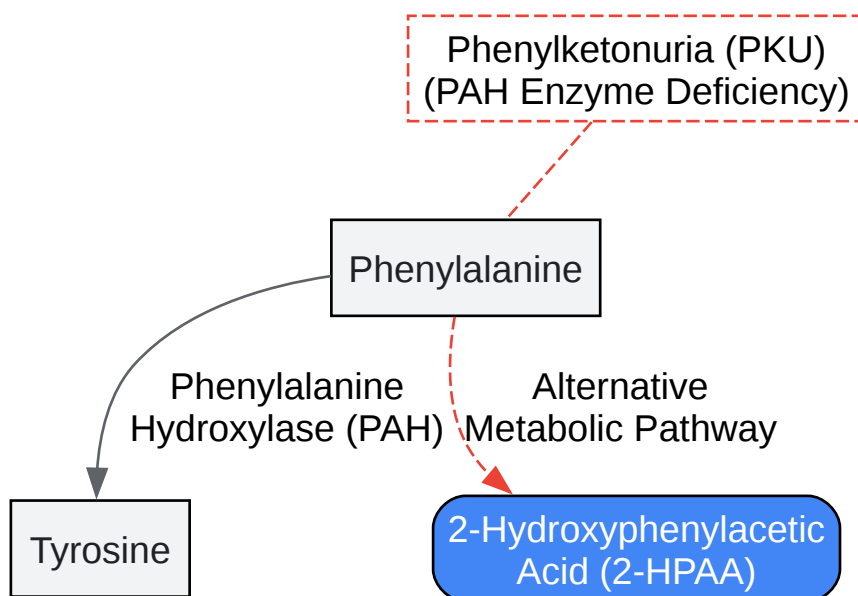 Phenylketonuria (PKU)
(PAH Enzyme Deficiency)
Phenylalanine
Phenylalanine
Hydroxylase (PAH)
Alternative
Metabolic Pathway
Tyrosine
2-Hydroxyphenylacetic
Acid (2-HPAA)